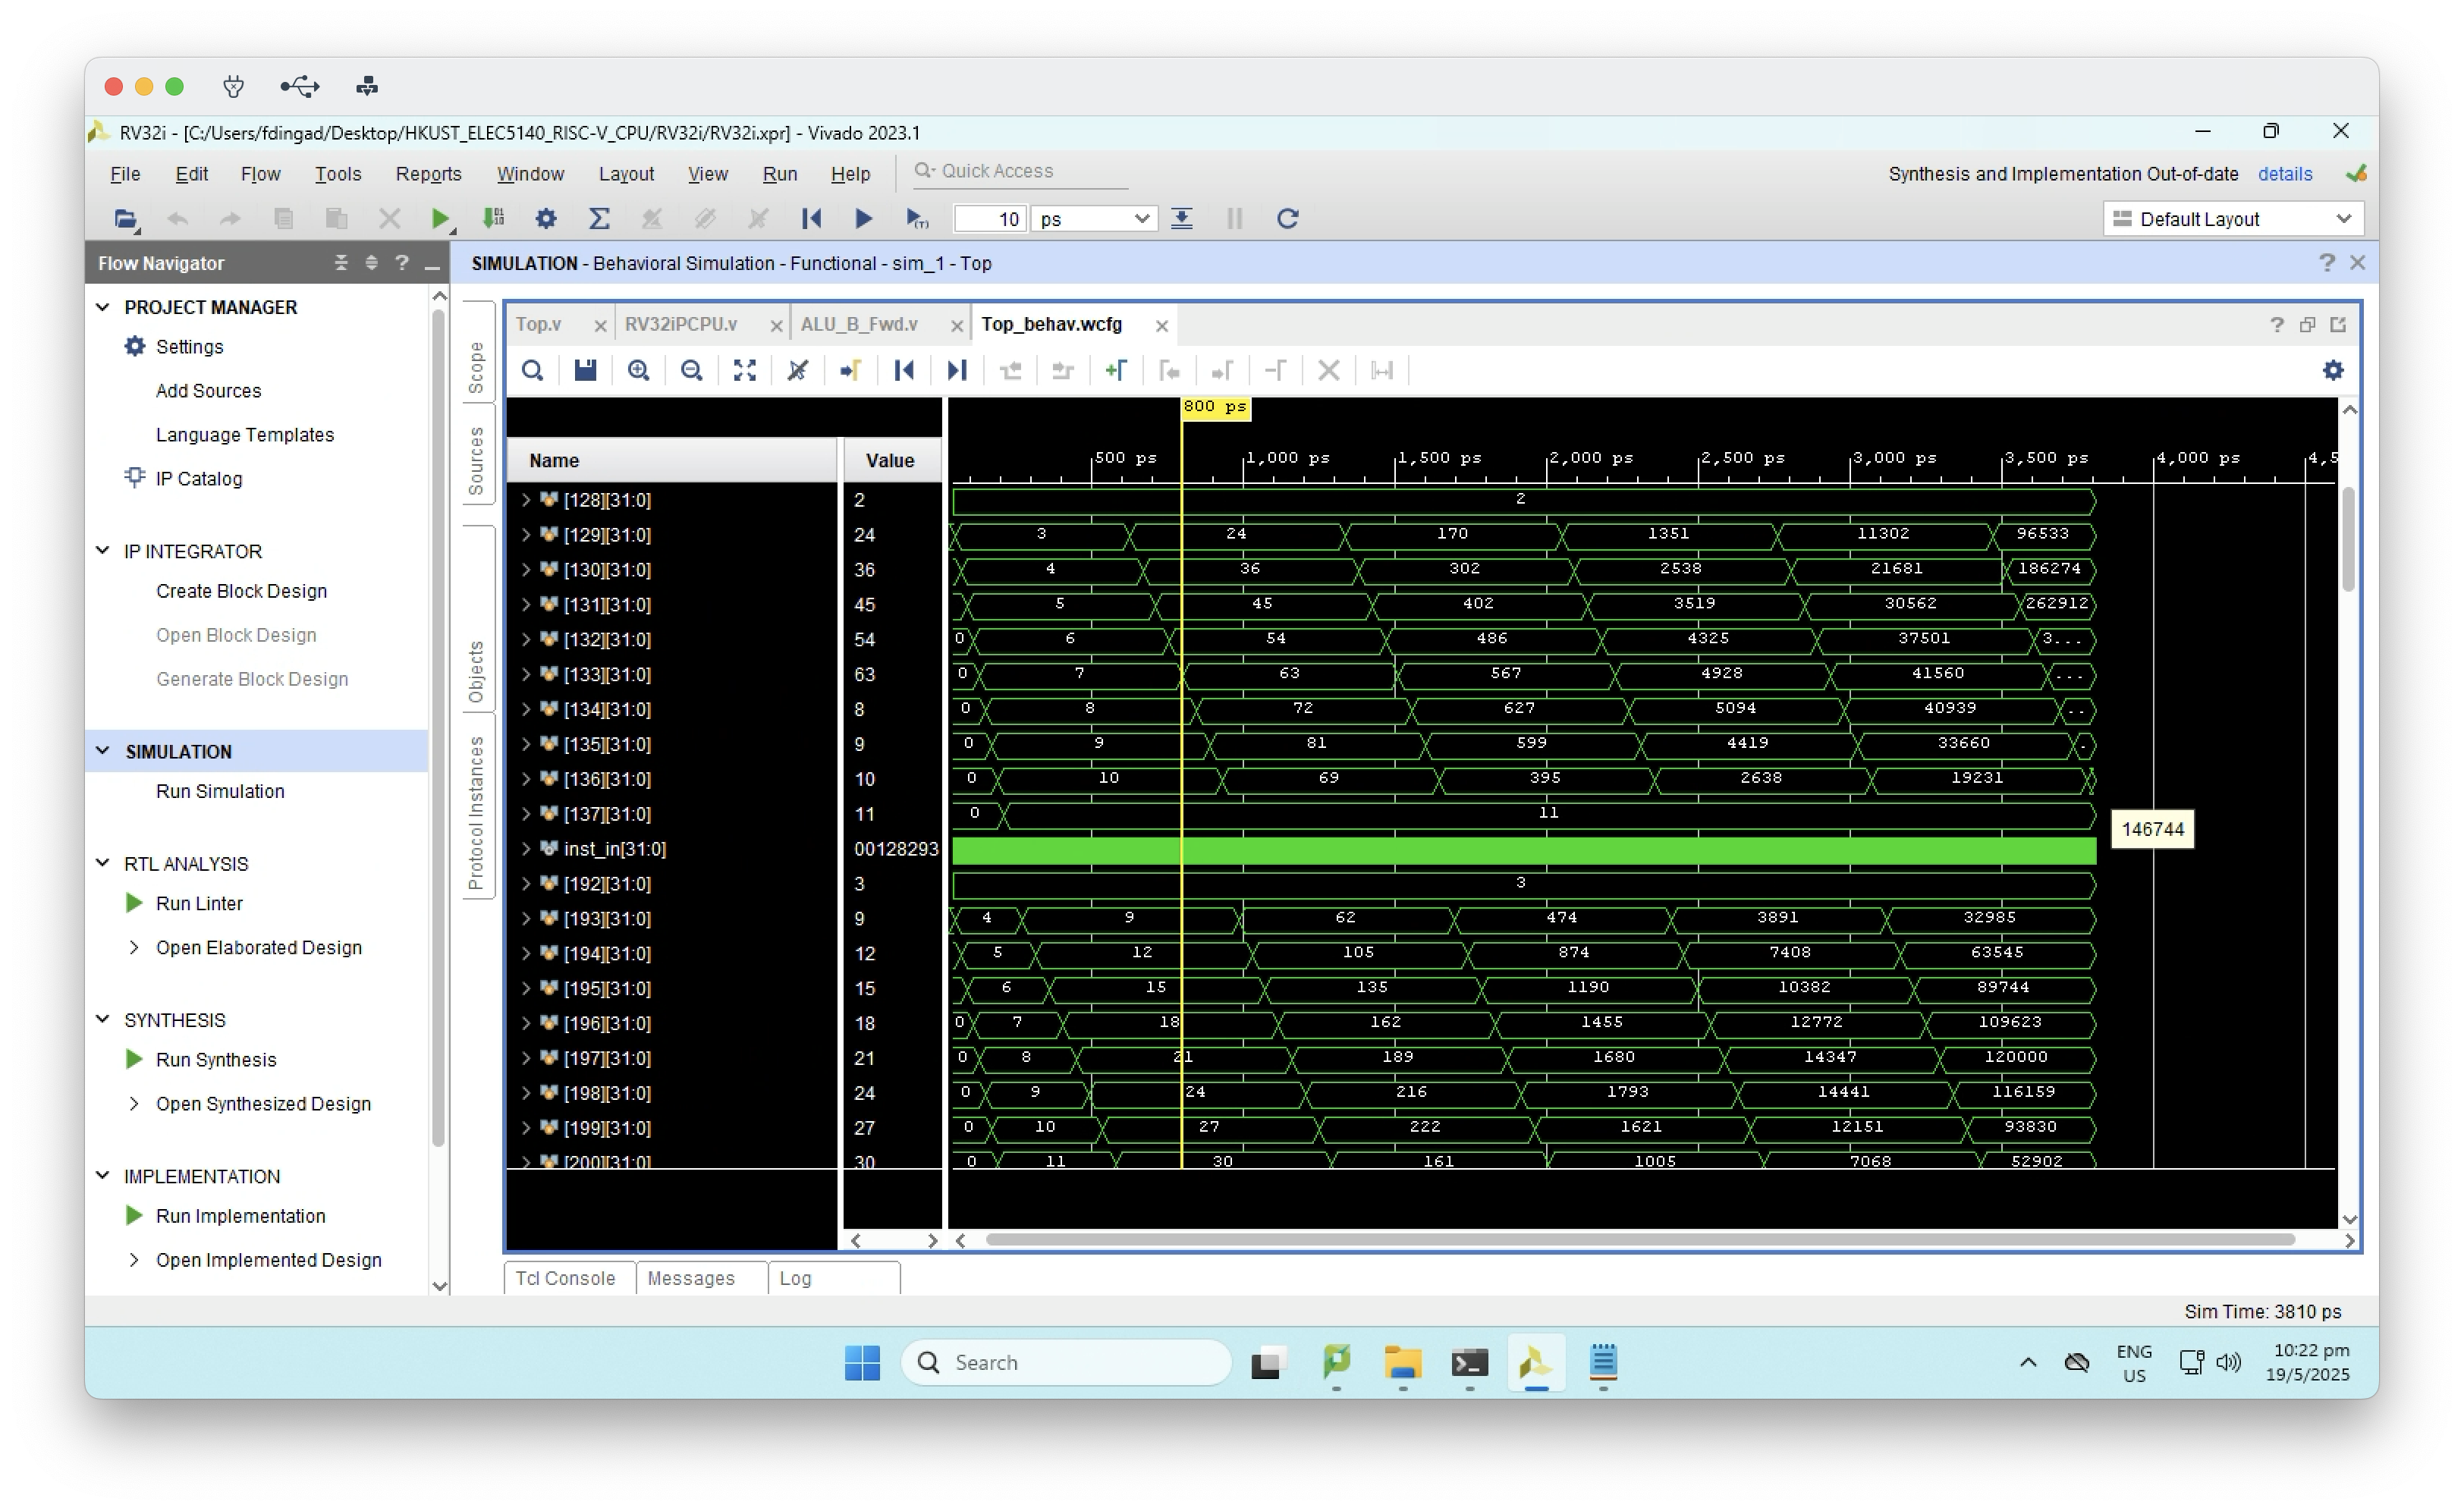 RV32i - [C:/Users/fdingad/Desktop/HKUST_ELEC5140_RISC-V_CPU/RV32i/RV32i.xpr] - Vivado 2023.1
File Edit Flow Tools Reports Window Layout View Run Help Quick Access Synthesis and Implementation Out-of-date details
10 ps Default Layout
Flow Navigator
SIMULATION - Behavioral Simulation - Functional - sim_1 - Top
PROJECT MANAGER
Settings
Add Sources
Language Templates
IP Catalog
IP INTEGRATOR
Create Block Design
Open Block Design
Generate Block Design
SIMULATION
Run Simulation
RTL ANALYSIS
Run Linter
Open Elaborated Design
SYNTHESIS
Run Synthesis
Open Synthesized Design
IMPLEMENTATION
Run Implementation
Open Implemented Design
Scope
Sources
Objects
Protocol Instances
Top.v RV32iPCPU.v ALU_B_Fwd.v Top_behav.wcfg
800 ps
Name Value 500 ps 1,000 ps 1,500 ps 2,000 ps 2,500 ps 3,000 ps 3,500 ps 4,000 ps 4,5
[128][31:0] 2 2
[129][31:0] 24 3 24 170 1351 11302 96533
[130][31:0] 36 4 36 302 2538 21681 186274
[131][31:0] 45 5 45 402 3519 30562 262912
[132][31:0] 54 0 6 54 486 4325 37501 3...
[133][31:0] 63 0 7 63 567 4928 41560 ...
[134][31:0] 8 0 8 72 627 5094 40939 ..
[135][31:0] 9 0 9 81 599 4419 33660 .
[136][31:0] 10 0 10 69 395 2638 19231
[137][31:0] 11 0 11
146744
inst_in[31:0] 00128293
[192][31:0] 3 3
[193][31:0] 9 4 9 62 474 3891 32985
[194][31:0] 12 5 12 105 874 7408 63545
[195][31:0] 15 6 15 135 1190 10382 89744
[196][31:0] 18 0 7 18 162 1455 12772 109623
[197][31:0] 21 0 8 21 189 1680 14347 120000
[198][31:0] 24 0 9 24 216 1793 14441 116159
[199][31:0] 27 0 10 27 222 1621 12151 93830
[200][31:0] 30 0 11 30 161 1005 7068 52902
Tcl Console Messages Log
Sim Time: 3810 ps
Search
ENG
US
10:22 pm
19/5/2025